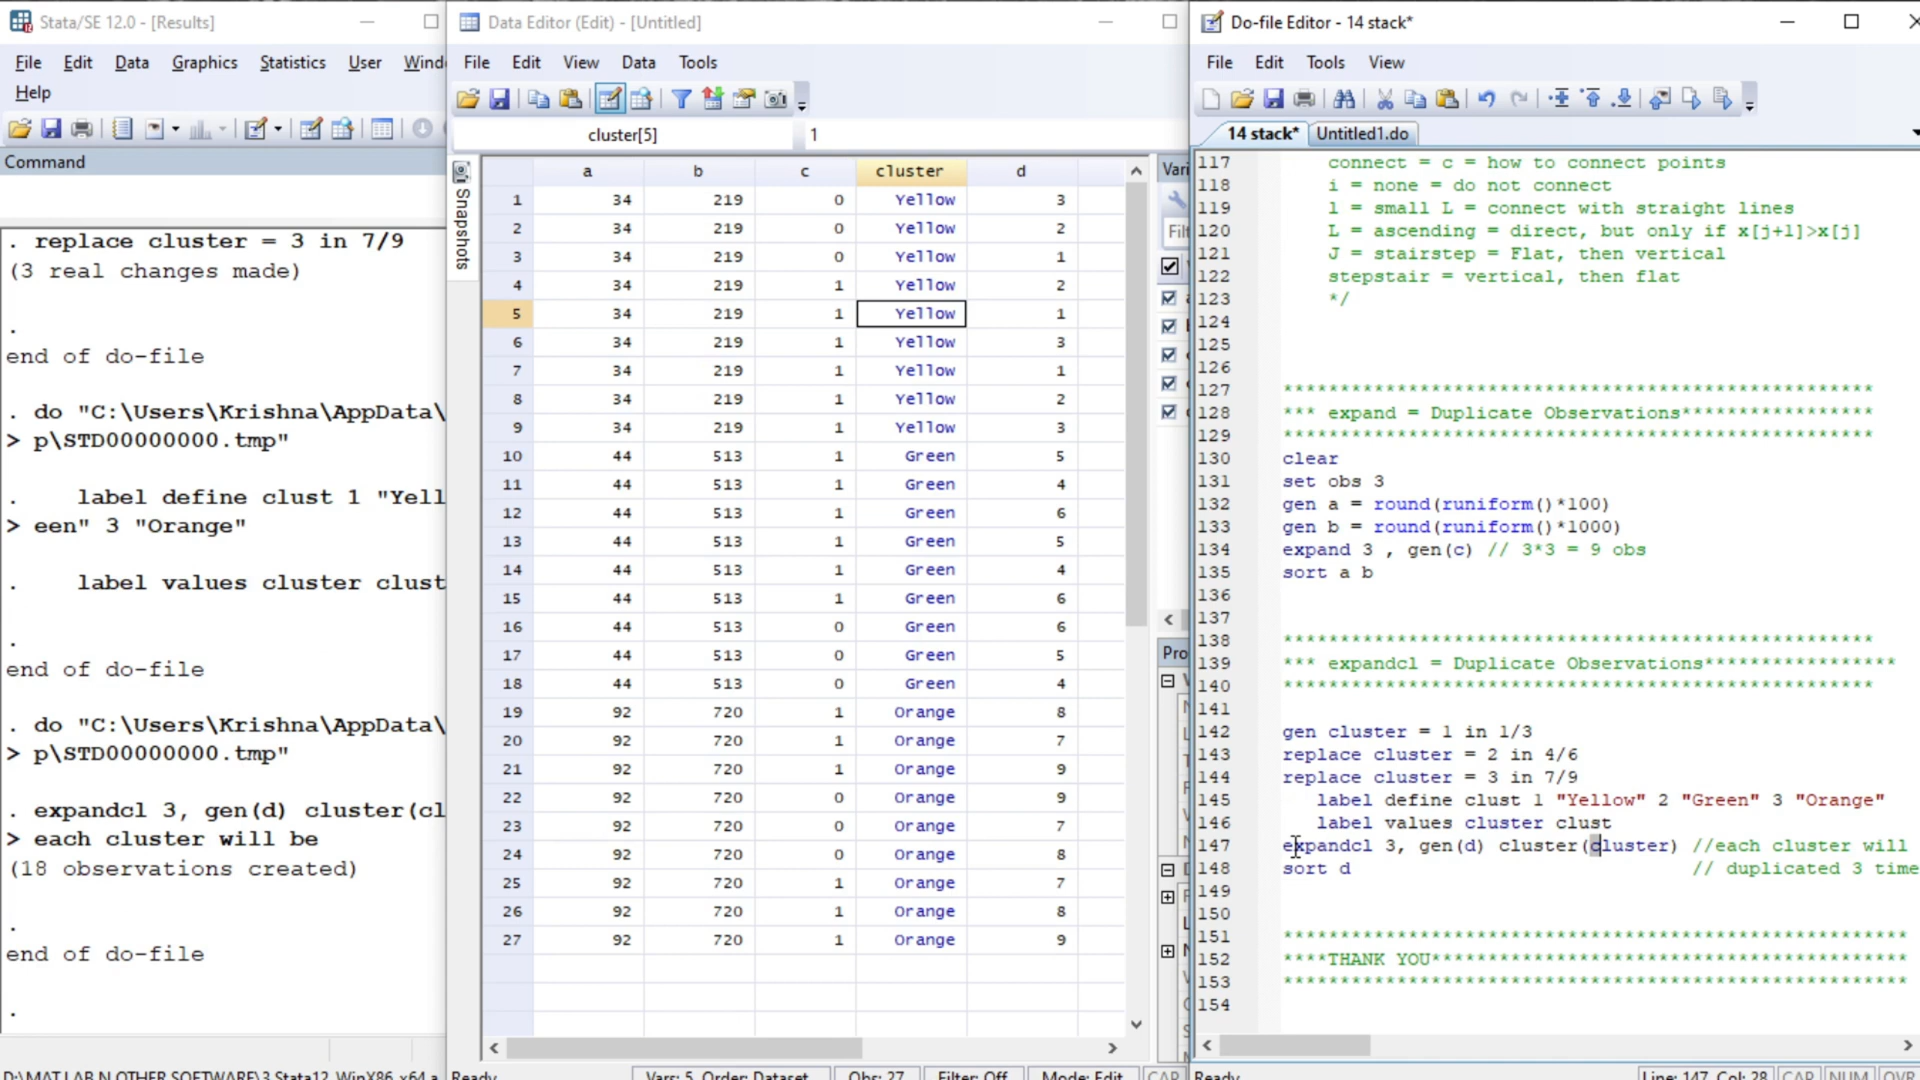 Stata/SE 12.0 - [Results]
File Edit Data Graphics Statistics User Wind
Help
Command
. replace cluster = 3 in 7/9
(3 real changes made)
.
end of do-file
. do "C:\Users\Krishna\AppData\
> p\STD00000000.tmp"
. label define clust 1 "Yell
> een" 3 "Orange"
. label values cluster clust
.
end of do-file
. do "C:\Users\Krishna\AppData\
> p\STD00000000.tmp"
. expandcl 3, gen(d) cluster(cl
> each cluster will be
(18 observations created)
.
end of do-file
.
Data Editor (Edit) - [Untitled]
File Edit View Data Tools
cluster[5] 1
Snapshots
a b c cluster d
1 34 219 0 Yellow 3
2 34 219 0 Yellow 2
3 34 219 0 Yellow 1
4 34 219 1 Yellow 2
5 34 219 1 Yellow 1
6 34 219 1 Yellow 3
7 34 219 1 Yellow 1
8 34 219 1 Yellow 2
9 34 219 1 Yellow 3
10 44 513 1 Green 5
11 44 513 1 Green 4
12 44 513 1 Green 6
13 44 513 1 Green 5
14 44 513 1 Green 4
15 44 513 1 Green 6
16 44 513 0 Green 6
17 44 513 0 Green 5
18 44 513 0 Green 4
19 92 720 1 Orange 8
20 92 720 1 Orange 7
21 92 720 1 Orange 9
22 92 720 0 Orange 9
23 92 720 0 Orange 7
24 92 720 0 Orange 8
25 92 720 1 Orange 7
26 92 720 1 Orange 8
27 92 720 1 Orange 9
Vari
Filt
Pro
Ready Vars: 5 Order: Dataset Obs: 27 Filter: Off Mode: Edit CAP
Do-file Editor - 14 stack*
File Edit Tools View
14 stack* Untitled1.do
117 connect = c = how to connect points
118 i = none = do not connect
119 l = small L = connect with straight lines
120 L = ascending = direct, but only if x[j+1]>x[j]
121 J = stairstep = Flat, then vertical
122 stepstair = vertical, then flat
123 */
124
125
126
127 ****************************************************
128 *** expand = Duplicate Observations*****************
129 ****************************************************
130 clear
131 set obs 3
132 gen a = round(runiform()*100)
133 gen b = round(runiform()*1000)
134 expand 3 , gen(c) // 3*3 = 9 obs
135 sort a b
136
137
138 ****************************************************
139 *** expandcl = Duplicate Observations*****************
140 ****************************************************
141
142 gen cluster = 1 in 1/3
143 replace cluster = 2 in 4/6
144 replace cluster = 3 in 7/9
145 label define clust 1 "Yellow" 2 "Green" 3 "Orange"
146 label values cluster clust
147 expandcl 3, gen(d) cluster(cluster) //each cluster will
148 sort d // duplicated 3 time
149
150
151 *******************************************************
152 ****THANK YOU******************************************
153 *******************************************************
154
Ready Line: 147, Col: 28 CAP NUM OVR
D:\MAT LAB N OTHER SOFTWARE\3 Stata12_WinX86_x64_a